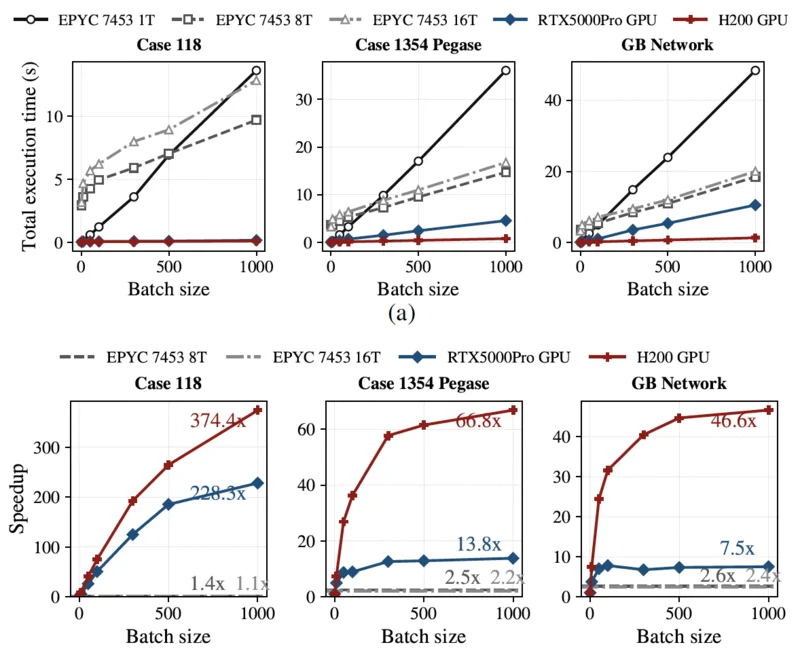 EPYC 7453 1T EPYC 7453 8T EPYC 7453 16T RTX5000Pro GPU H200 GPU
Case 118 Case 1354 Pegase GB Network
Total execution time (s)
10
5
0
0 500 1000
30
20
10
0
0 500 1000
40
20
0
0 500 1000
Batch size Batch size Batch size
(a)
EPYC 7453 8T EPYC 7453 16T RTX5000Pro GPU H200 GPU
Case 118 Case 1354 Pegase GB Network
Speedup
300
200
100
0
374.4x
228.3x
1.4x 1.1x
0 500 1000
60
40
20
0
66.8x
13.8x
2.5x 2.2x
0 500 1000
40
30
20
10
0
46.6x
7.5x
2.6x 2.4x
0 500 1000
Batch size Batch size Batch size